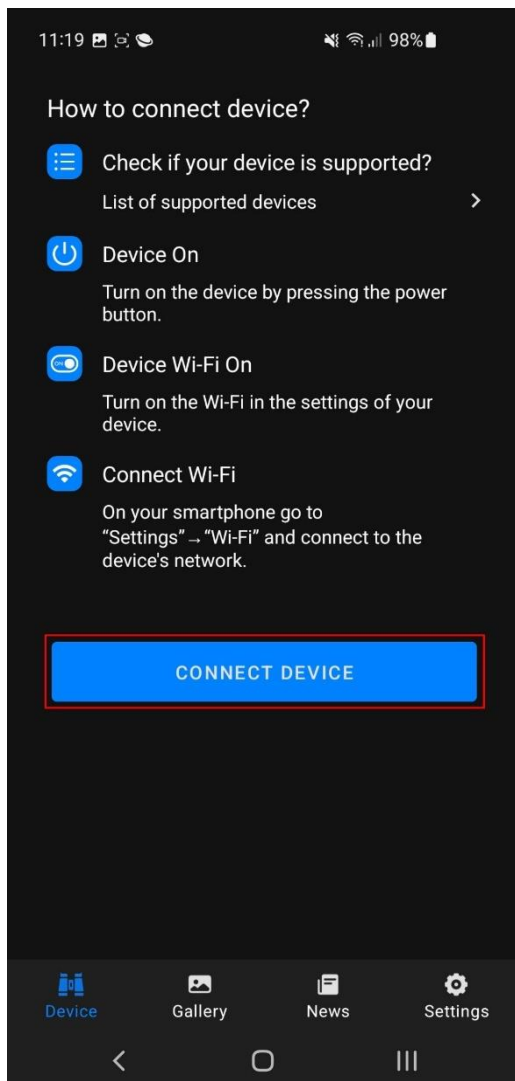 11:19 98%
How to connect device?
Check if your device is supported?
List of supported devices
Device On
Turn on the device by pressing the power
button.
Device Wi-Fi On
Turn on the Wi-Fi in the settings of your
device.
ON
Connect Wi-Fi
On your smartphone go to
“Settings”→“Wi-Fi” and connect to the
device's network.
CONNECT DEVICE
Device Gallery News Settings